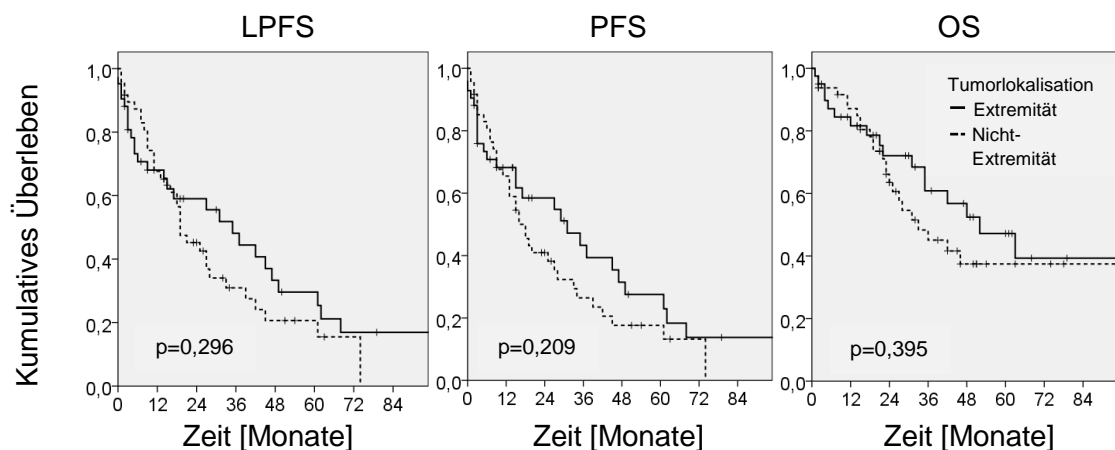 LPFS
PFS
OS
Kumulatives Überleben
1,0
0,8
0,6
0,4
0,2
0,0
p=0,296
0 12 24 36 48 60 72 84
Zeit [Monate]
1,0
0,8
0,6
0,4
0,2
0,0
p=0,209
0 12 24 36 48 60 72 84
Zeit [Monate]
1,0
0,8
0,6
0,4
0,2
0,0
Tumorlokalisation
Extremität
Nicht-
Extremität
p=0,395
0 12 24 36 48 60 72 84
Zeit [Monate]